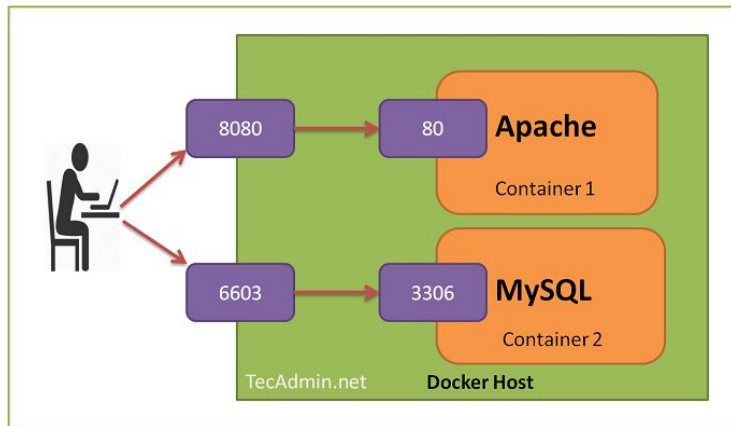 8080
80
Apache
Container 1
6603
3306
MySQL
Container 2
TecAdmin.net
Docker Host